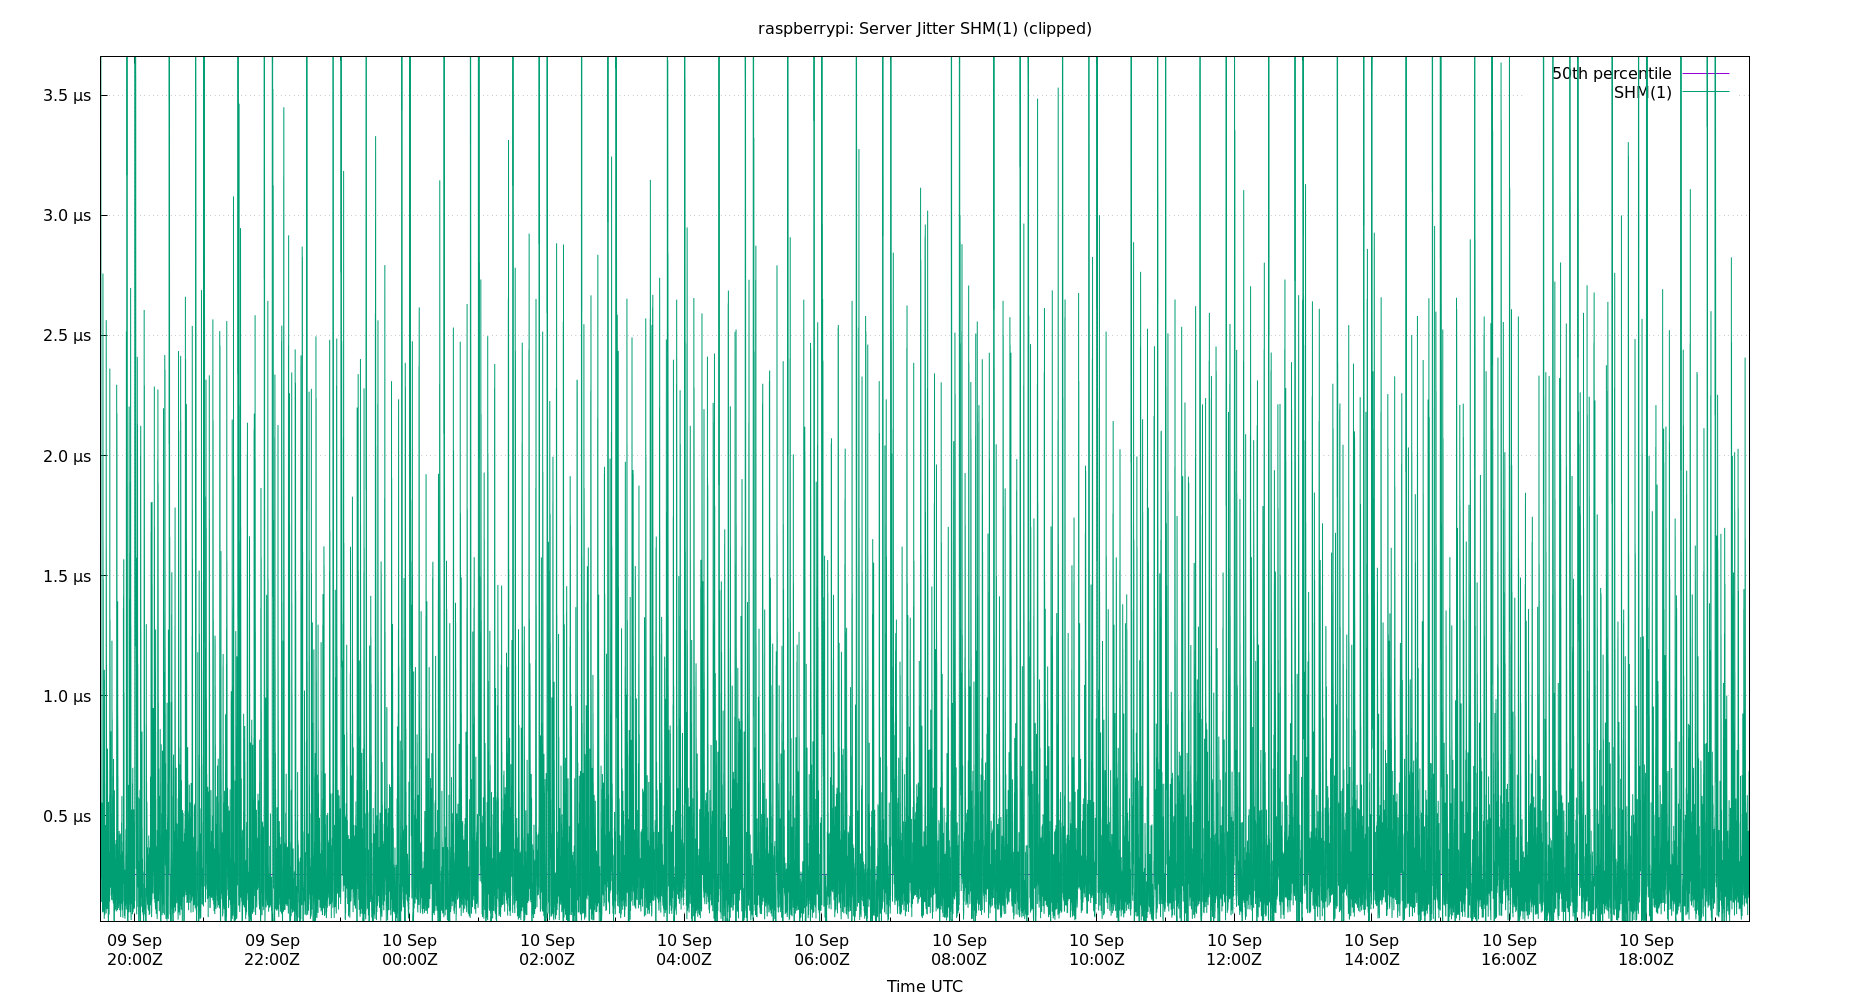 raspberrypi: Server Jitter SHM(1) (clipped)
50th percentile
SHM(1)
3.5 μs
3.0 μs
2.5 μs
2.0 μs
1.5 μs
1.0 μs
0.5 μs
09 Sep 09 Sep 10 Sep 10 Sep 10 Sep 10 Sep 10 Sep 10 Sep 10 Sep 10 Sep 10 Sep 10 Sep
20:00Z 22:00Z 00:00Z 02:00Z 04:00Z 06:00Z 08:00Z 10:00Z 12:00Z 14:00Z 16:00Z 18:00Z
Time UTC